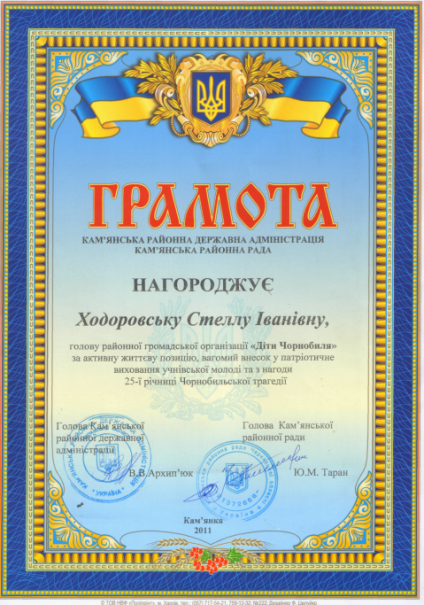 ГРАМОТА
КАМ'ЯНСЬКА РАЙОННА ДЕРЖАВНА АДМІНІСТРАЦІЯ
КАМ'ЯНСЬКА РАЙОННА РАДА
НАГОРОДЖУЄ
Ходоровську Стеллу Іванівну,
голову районної громадської організації «Діти Чорнобиля»
за активну життєву позицію, вагомий внесок у патріотичне
виховання учнівської молоді та з нагоди
25-ї річниці Чорнобильської трагедії
Голова Кам'янської
районної державної
адміністрації
В.В.Архип'юк
Голова Кам'янської
районної ради
Ю.М. Таран
Кам'янка
2011